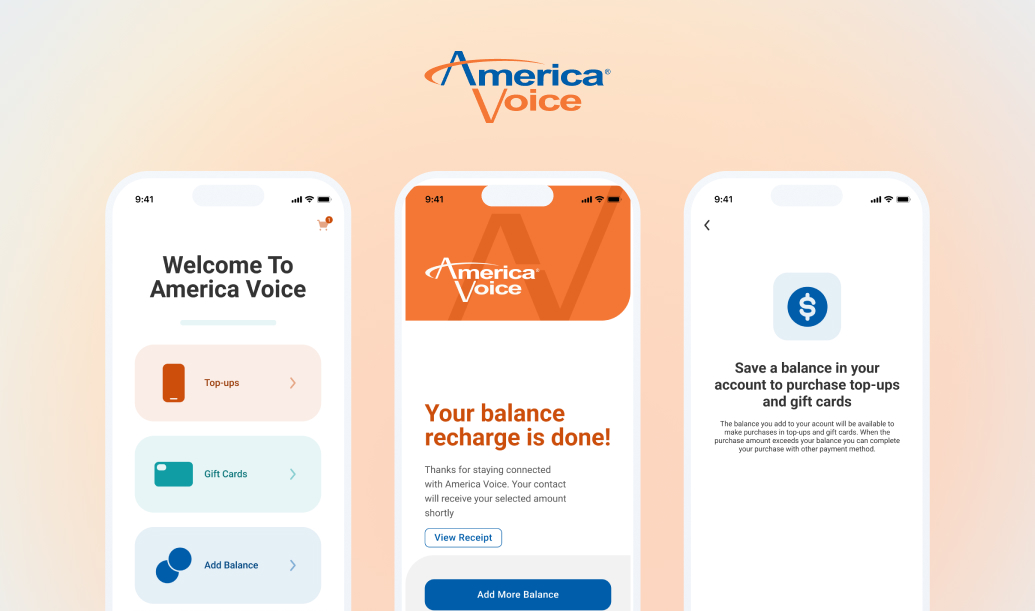 America®
Voice
9:41
1
Welcome To
America Voice
Top-ups
Gift Cards
Add Balance
9:41
America®
Voice
Your balance
recharge is done!
Thanks for staying connected
with America Voice. Your contact
will receive your selected amount
shortly
View Receipt
Add More Balance
9:41
Save a balance in your
account to purchase top-ups
and gift cards
The balance you add to your acount will be available to
make purchases in top-ups and gift cards. When the
purchase amount exceeds your balance you can complete
your purchase with other payment method.